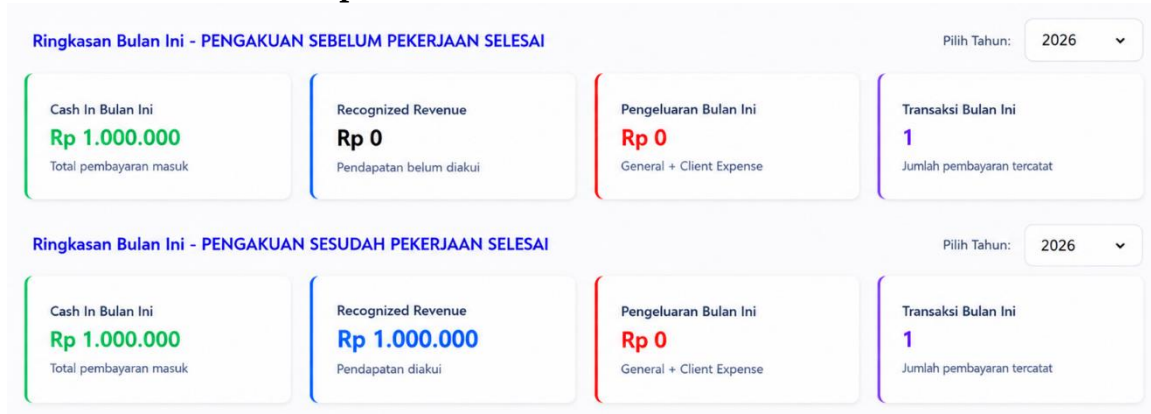 Ringkasan Bulan Ini - PENGAKUAN SEBELUM PEKERJAAN SELESAI
Pilih Tahun: 2026
Cash In Bulan Ini
Rp 1.000.000
Total pembayaran masuk
Recognized Revenue
Rp 0
Pendapatan belum diakui
Pengeluaran Bulan Ini
Rp 0
General + Client Expense
Transaksi Bulan Ini
1
Jumlah pembayaran tercatat
Ringkasan Bulan Ini - PENGAKUAN SESUDAH PEKERJAAN SELESAI
Pilih Tahun: 2026
Cash In Bulan Ini
Rp 1.000.000
Total pembayaran masuk
Recognized Revenue
Rp 1.000.000
Pendapatan diakui
Pengeluaran Bulan Ini
Rp 0
General + Client Expense
Transaksi Bulan Ini
1
Jumlah pembayaran tercatat